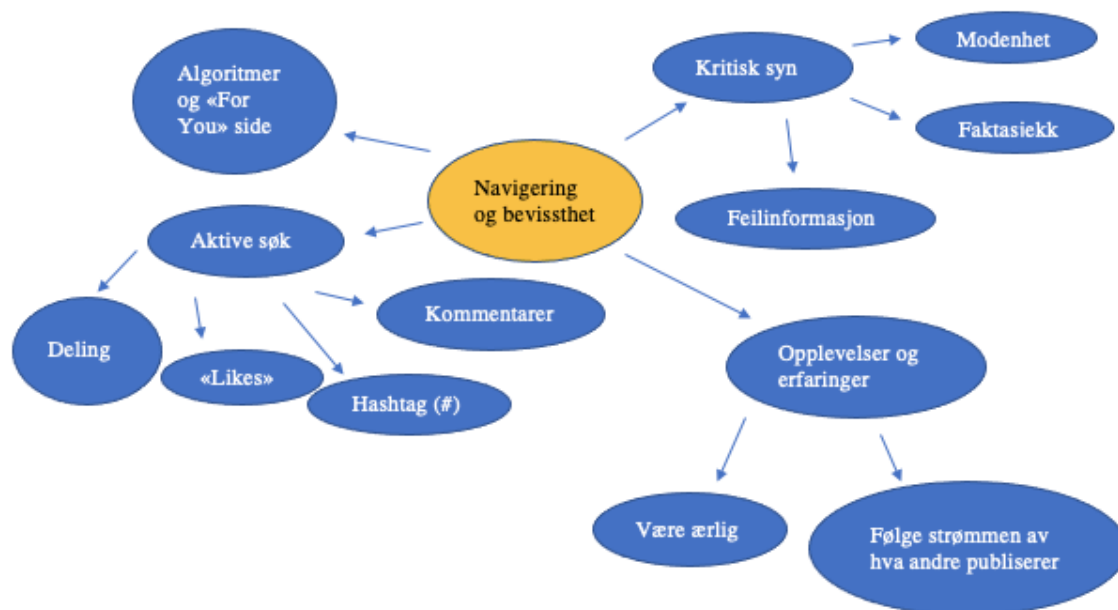 Algoritmer
og «For
You» side
Kritisk syn
Modenhet
Faktasjekk
Feilinformasjon
Navigering
og bevissthet
Aktive søk
Kommentarer
Deling
«Likes»
Hashtag (#)
Opplevelser og
erfaringer
Være ærlig
Følge strømmen av
hva andre publiserer